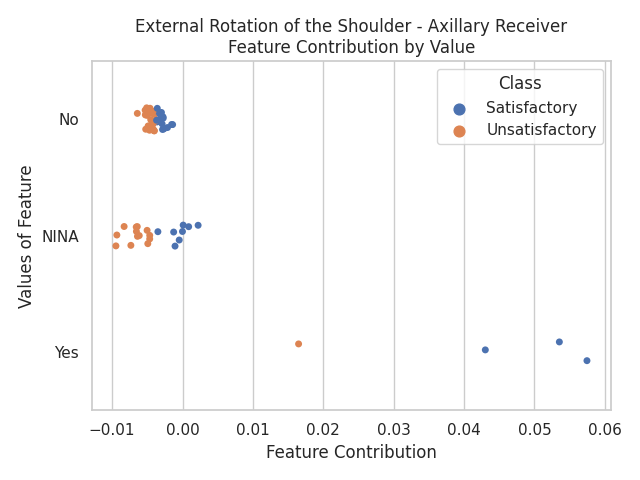 External Rotation of the Shoulder - Axillary Receiver
Feature Contribution by Value
Class
Satisfactory
Unsatisfactory
Values of Feature
No
NINA
Yes
−0.01 0.00 0.01 0.02 0.03 0.04 0.05 0.06
Feature Contribution